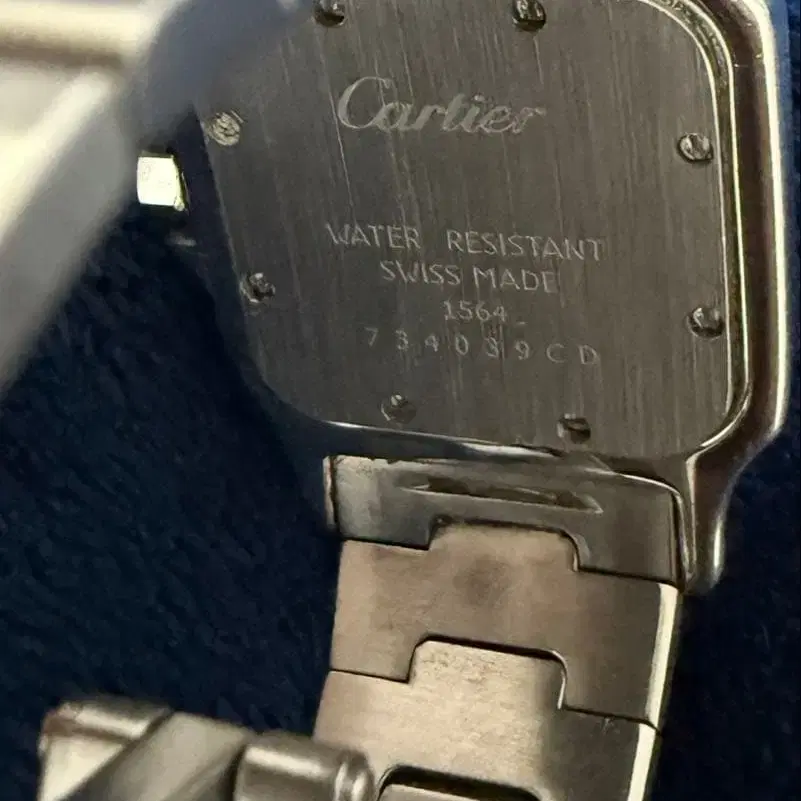 Cartier
WATER RESISTANT
SWISS MADE
1564
734039CD